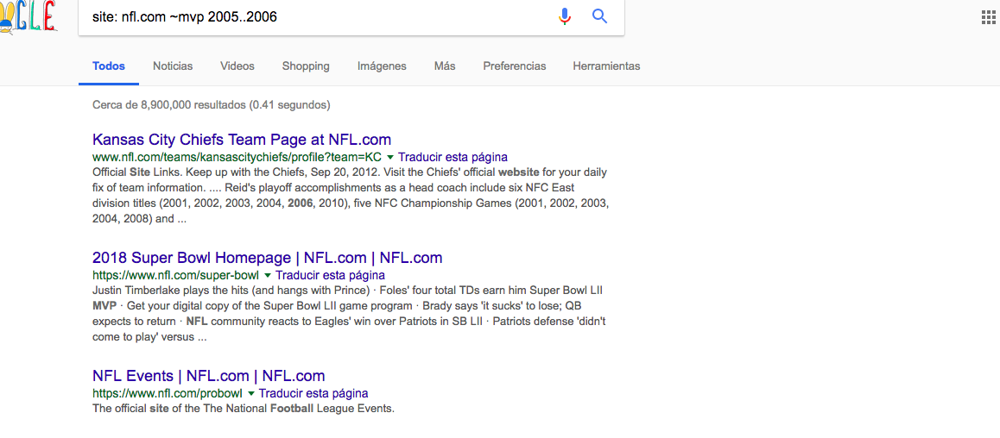 site: nfl.com ~mvp 2005..2006
Todos Noticias Videos Shopping Imágenes Más Preferencias Herramientas
Cerca de 8,900,000 resultados (0.41 segundos)
Kansas City Chiefs Team Page at NFL.com
www.nfl.com/teams/kansascitychiefs/profile?team=KC Traducir esta página
Official Site Links. Keep up with the Chiefs, Sep 20, 2012. Visit the Chiefs' official website for your daily
fix of team information. .... Reid's playoff accomplishments as a head coach include six NFC East
division titles (2001, 2002, 2003, 2004, 2006, 2010), five NFC Championship Games (2001, 2002, 2003,
2004, 2008) and ...
2018 Super Bowl Homepage | NFL.com | NFL.com
https://www.nfl.com/super-bowl Traducir esta página
Justin Timberlake plays the hits (and hangs with Prince) · Foles' four total TDs earn him Super Bowl LII
MVP · Get your digital copy of the Super Bowl LII game program · Brady says 'it sucks' to lose; QB
expects to return · NFL community reacts to Eagles' win over Patriots in SB LII · Patriots defense 'didn't
come to play' versus ...
NFL Events | NFL.com | NFL.com
https://www.nfl.com/probowl Traducir esta página
The official site of the The National Football League Events.